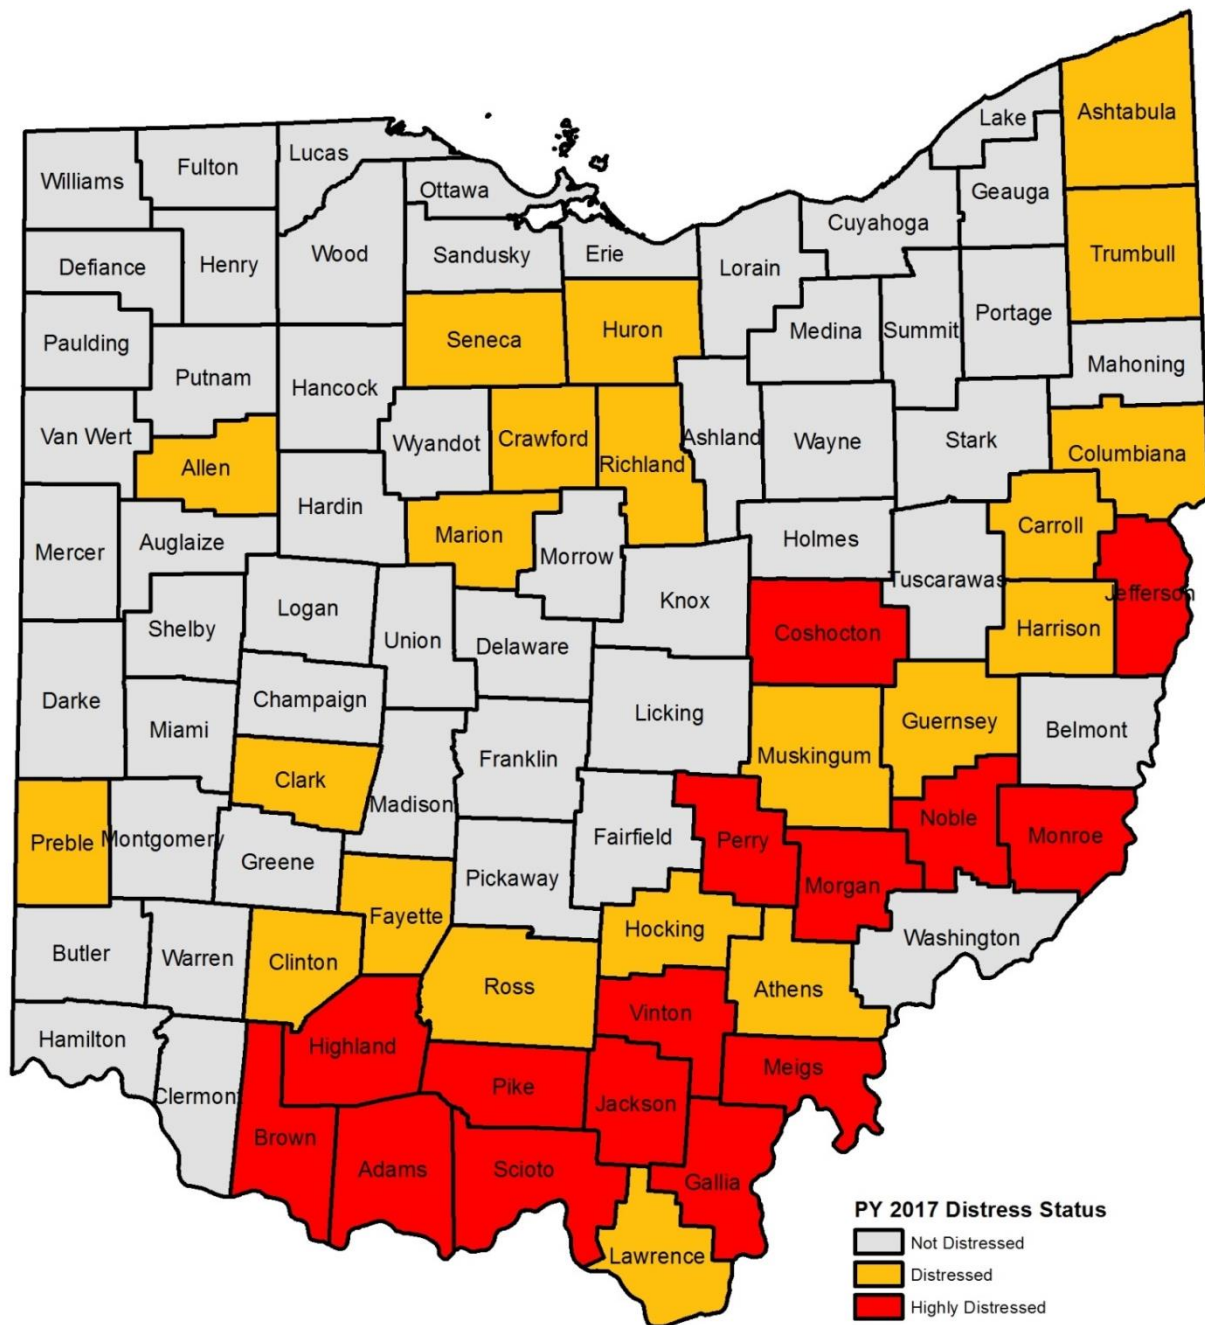 Ashtabula
Lake
Lucas
Fulton
Williams
Ottawa
Geauga
Cuyahoga
Wood
Sandusky
Erie
Henry
Defiance
Lorain
Trumbull
Portage
Seneca
Huron
Medina
Summit
Paulding
Putnam
Hancock
Mahoning
Van Wert
Wyandot
Crawford
Ashland
Wayne
Stark
Columbiana
Allen
Richland
Hardin
Carroll
Mercer
Auglaize
Marion
Morrow
Holmes
Tuscarawas
Jefferson
Logan
Knox
Shelby
Union
Delaware
Coshocton
Harrison
Darke
Champaign
Licking
Guernsey
Belmont
Miami
Franklin
Muskingum
Clark
Madison
Preble
Montgomery
Greene
Fairfield
Perry
Noble
Monroe
Pickaway
Morgan
Fayette
Hocking
Washington
Butler
Warren
Clinton
Ross
Athens
Vinton
Hamilton
Highland
Meigs
Clermont
Pike
Jackson
Brown
Adams
Scioto
Gallia
Lawrence
PY 2017 Distress Status
Not Distressed
Distressed
Highly Distressed